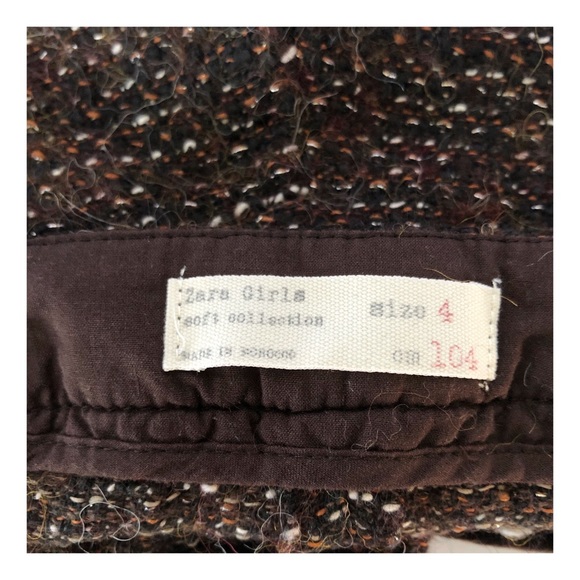 Zara Girls
soft collection
MADE IN MOROCCO
size 4
cm 104